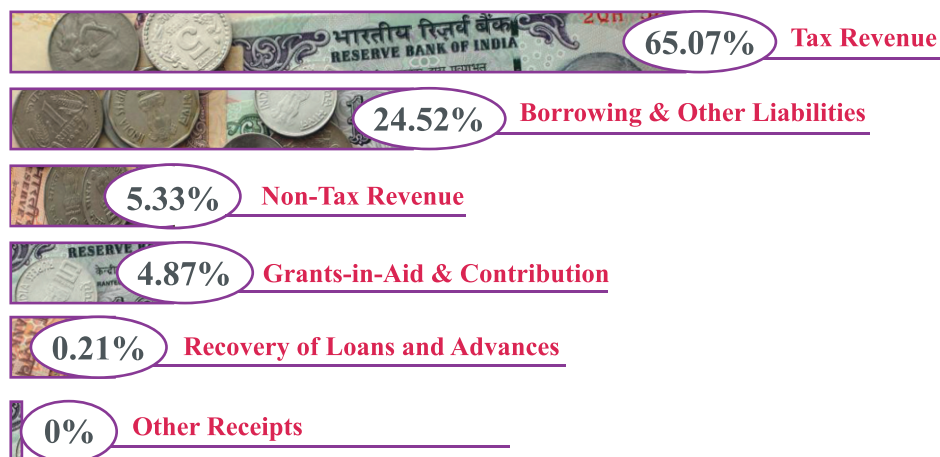 भारतीय रिज़र्व बैंक
RESERVE BANK OF INDIA
65.07%
Tax Revenue
24.52%
Borrowing & Other Liabilities
5.33%
Non-Tax Revenue
RESERVE
4.87%
Grants-in-Aid & Contribution
0.21%
Recovery of Loans and Advances
0%
Other Receipts